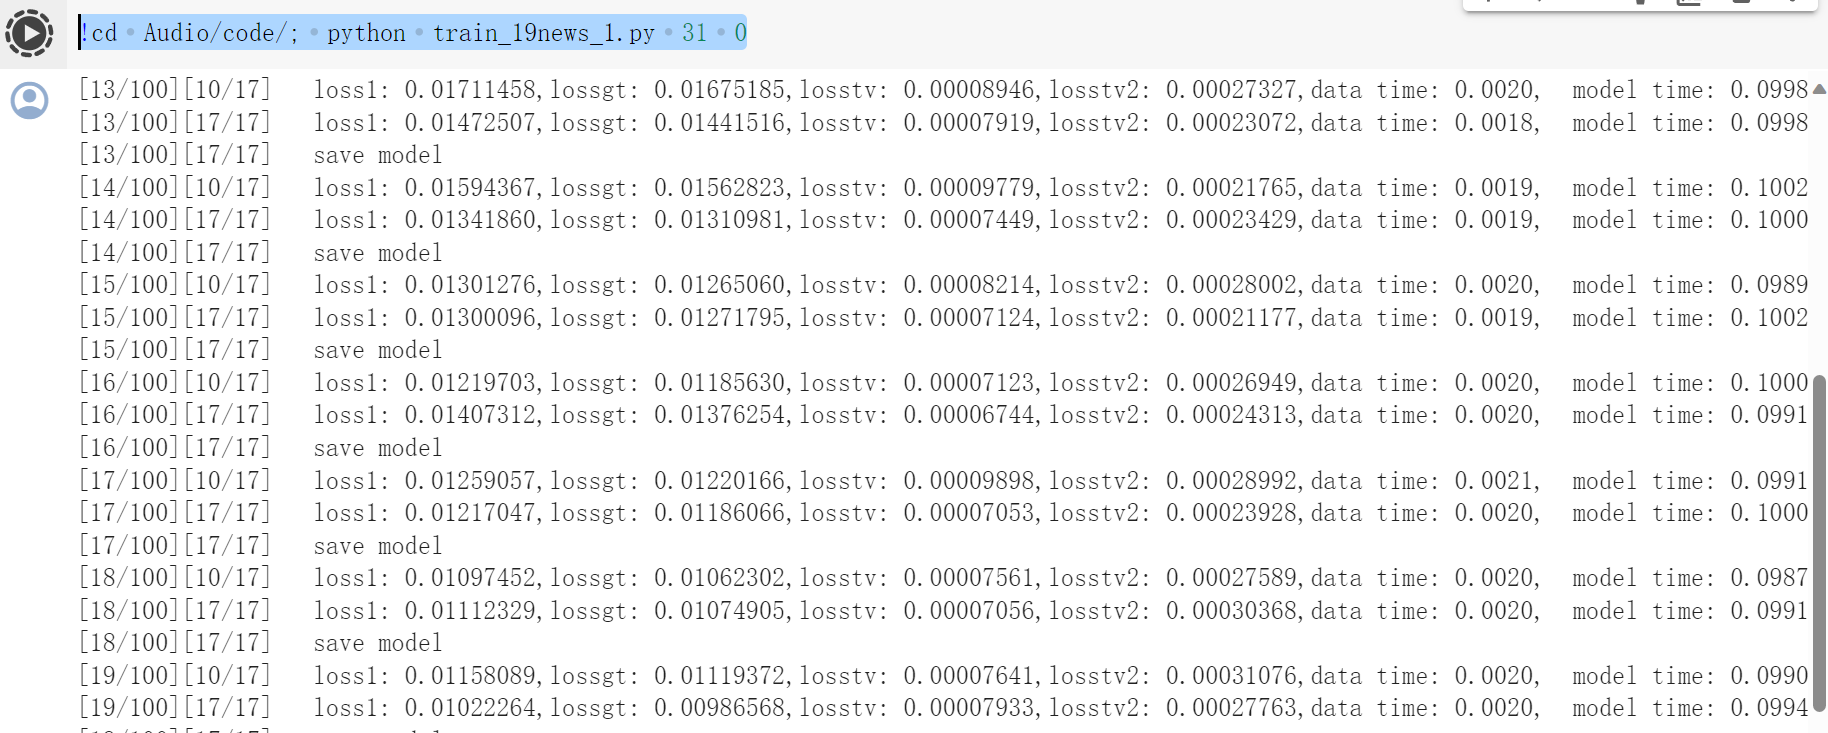 !cd Audio/code/; python train_19news_1.py 31 0
[13/100][10/17] loss1: 0.01711458,lossgt: 0.01675185,losstv: 0.00008946,losstv2: 0.00027327,data time: 0.0020, model time: 0.0998
[13/100][17/17] loss1: 0.01472507,lossgt: 0.01441516,losstv: 0.00007919,losstv2: 0.00023072,data time: 0.0018, model time: 0.0998
[13/100][17/17] save model
[14/100][10/17] loss1: 0.01594367,lossgt: 0.01562823,losstv: 0.00009779,losstv2: 0.00021765,data time: 0.0019, model time: 0.1002
[14/100][17/17] loss1: 0.01341860,lossgt: 0.01310981,losstv: 0.00007449,losstv2: 0.00023429,data time: 0.0019, model time: 0.1000
[14/100][17/17] save model
[15/100][10/17] loss1: 0.01301276,lossgt: 0.01265060,losstv: 0.00008214,losstv2: 0.00028002,data time: 0.0020, model time: 0.0989
[15/100][17/17] loss1: 0.01300096,lossgt: 0.01271795,losstv: 0.00007124,losstv2: 0.00021177,data time: 0.0019, model time: 0.1002
[15/100][17/17] save model
[16/100][10/17] loss1: 0.01219703,lossgt: 0.01185630,losstv: 0.00007123,losstv2: 0.00026949,data time: 0.0020, model time: 0.1000
[16/100][17/17] loss1: 0.01407312,lossgt: 0.01376254,losstv: 0.00006744,losstv2: 0.00024313,data time: 0.0020, model time: 0.0991
[16/100][17/17] save model
[17/100][10/17] loss1: 0.01259057,lossgt: 0.01220166,losstv: 0.00009898,losstv2: 0.00028992,data time: 0.0021, model time: 0.0991
[17/100][17/17] loss1: 0.01217047,lossgt: 0.01186066,losstv: 0.00007053,losstv2: 0.00023928,data time: 0.0020, model time: 0.1000
[17/100][17/17] save model
[18/100][10/17] loss1: 0.01097452,lossgt: 0.01062302,losstv: 0.00007561,losstv2: 0.00027589,data time: 0.0020, model time: 0.0987
[18/100][17/17] loss1: 0.01112329,lossgt: 0.01074905,losstv: 0.00007056,losstv2: 0.00030368,data time: 0.0020, model time: 0.0991
[18/100][17/17] save model
[19/100][10/17] loss1: 0.01158089,lossgt: 0.01119372,losstv: 0.00007641,losstv2: 0.00031076,data time: 0.0020, model time: 0.0990
[19/100][17/17] loss1: 0.01022264,lossgt: 0.00986568,losstv: 0.00007933,losstv2: 0.00027763,data time: 0.0020, model time: 0.0994